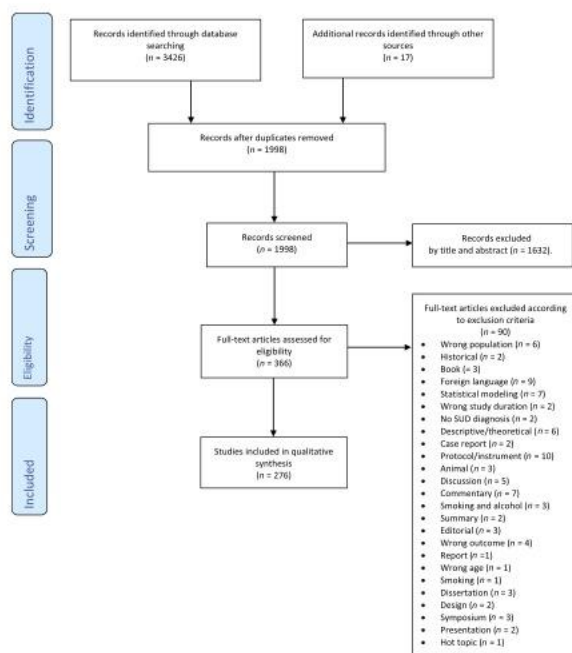 Identification
Records identified through database
searching
(n = 3426)
Additional records identified through other
sources
(n = 17)
Records after duplicates removed
(n = 1998)
Screening
Records screened
(n = 1998)
Records excluded
by title and abstract (n = 1632).
Eligibility
Full-text articles assessed for
eligibility
(n = 366)
Full-text articles excluded according
to exclusion criteria
(n = 90)
• Wrong population (n = 6)
• Historical (n = 2)
• Book (= 3)
• Foreign language (n = 9)
• Statistical modeling (n = 7)
• Wrong study duration (n = 2)
• No SUD diagnosis (n = 2)
• Descriptive/theoretical (n = 6)
• Case report (n = 2)
• Protocol/instrument (n = 10)
• Animal (n = 3)
• Discussion (n = 5)
• Commentary (n = 7)
• Smoking and alcohol (n = 3)
• Summary (n = 2)
• Editorial (n = 3)
• Wrong outcome (n = 4)
• Report (n =1)
• Wrong age (n = 1)
• Smoking (n = 1)
• Dissertation (n = 3)
• Design (n = 2)
• Symposium (n = 3)
• Presentation (n = 2)
• Hot topic (n = 1)
Included
Studies included in qualitative
synthesis
(n = 276)